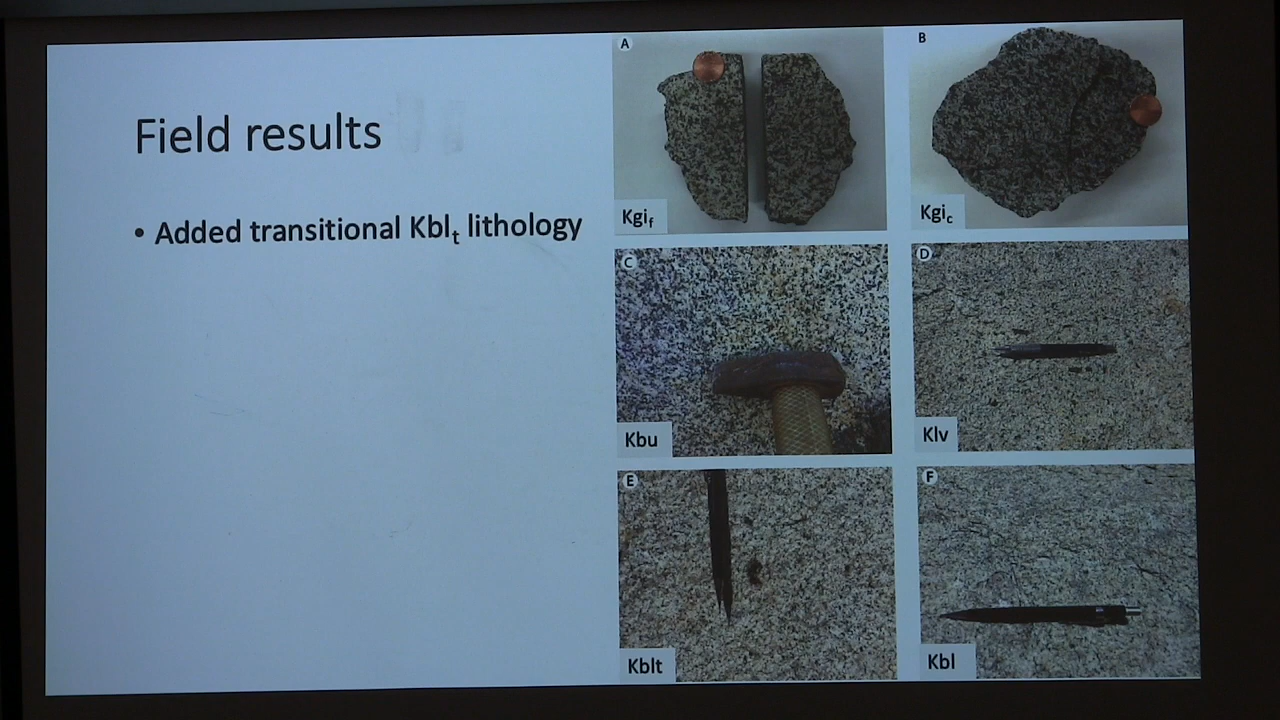 Field results
• Added transitional Kblt lithology
A
Kgif
B
Kgic
C
Kbu
D
Klv
E
Kblt
F
Kbl